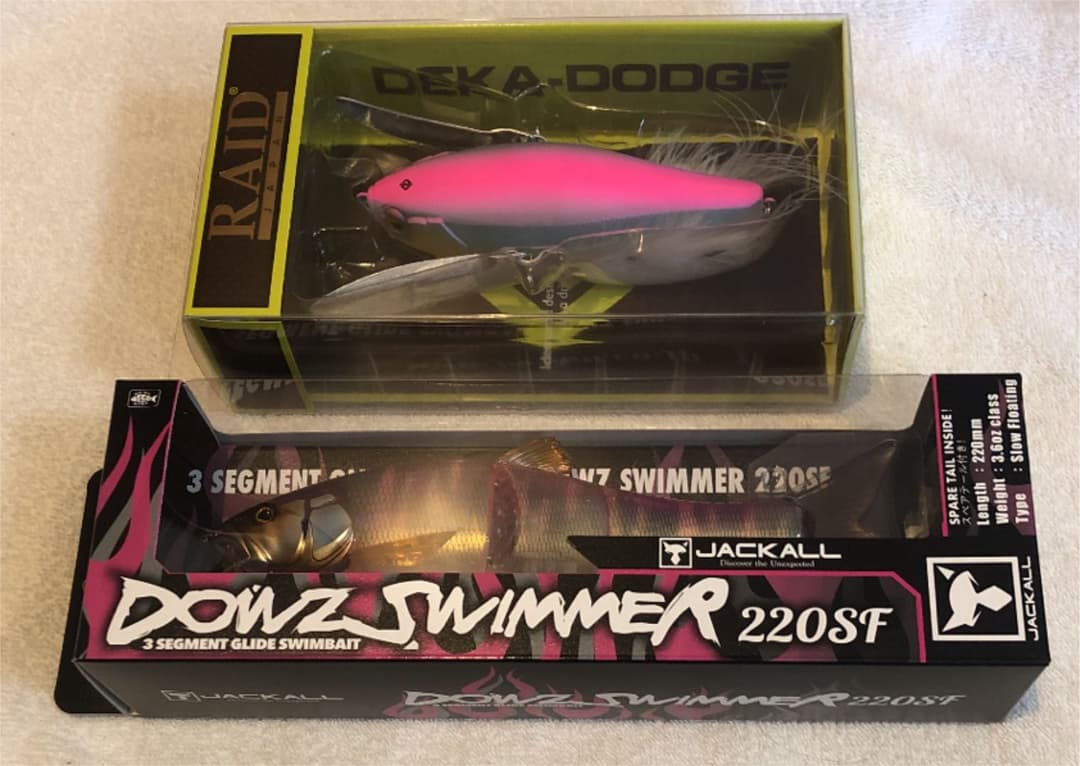 RAID®
JAPAN
DEKA-DODGE
3 SEGMENT
SWIMMER 220SF
SPARE TAIL INSIDE!
スペアテール付き!
Length : 220mm
Weight : 3.6oz class
Type : Slow Floating
JACKALL
Discover the Unexpected
DOWZ SWIMMER 220SF
3 SEGMENT GLIDE SWIMBAIT
JACKALL
JACKALL
DOWZ SWIMMER 220SF